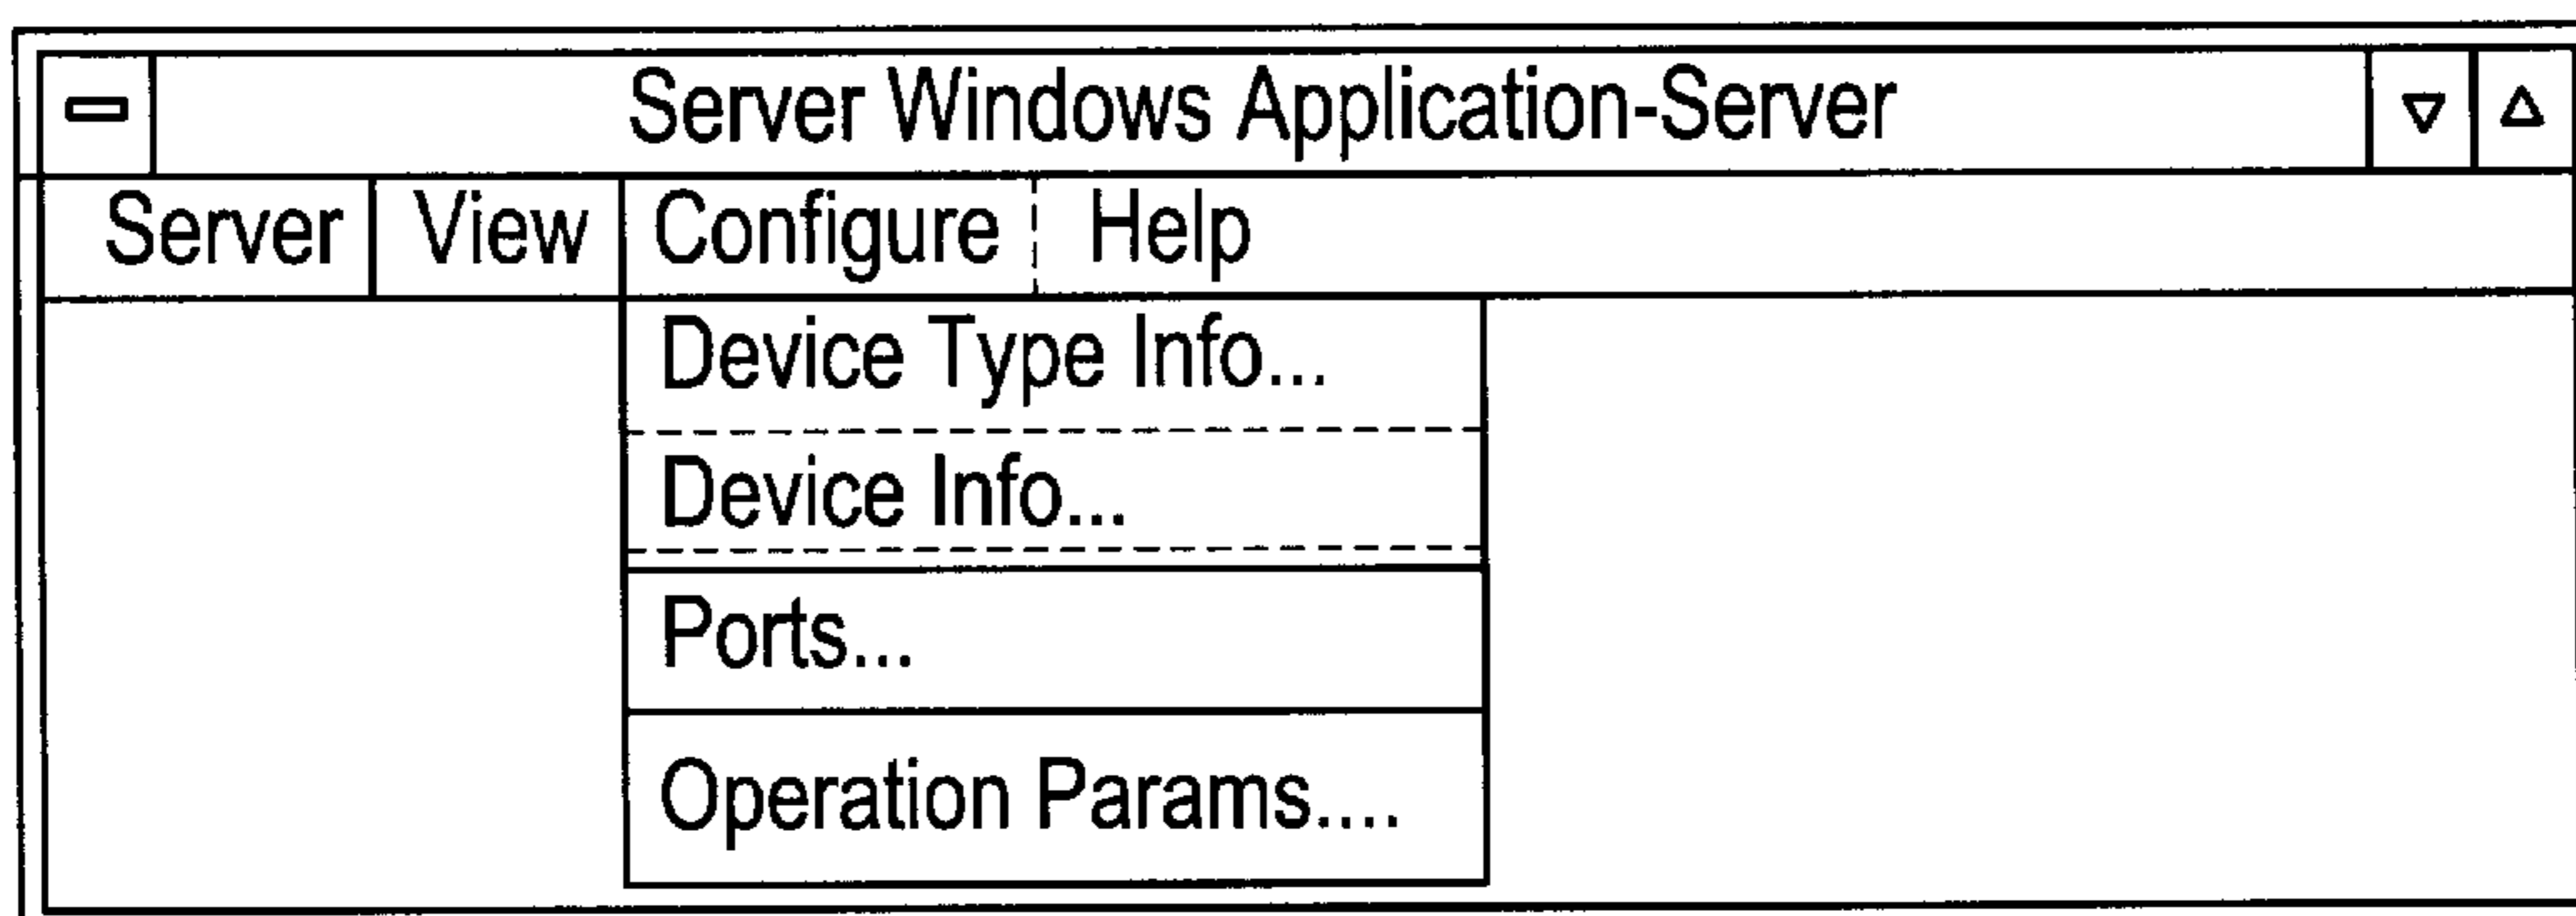 Server Windows Application-Server
Server View Configure Help
Device Type Info...
Device Info...
Ports...
Operation Params....